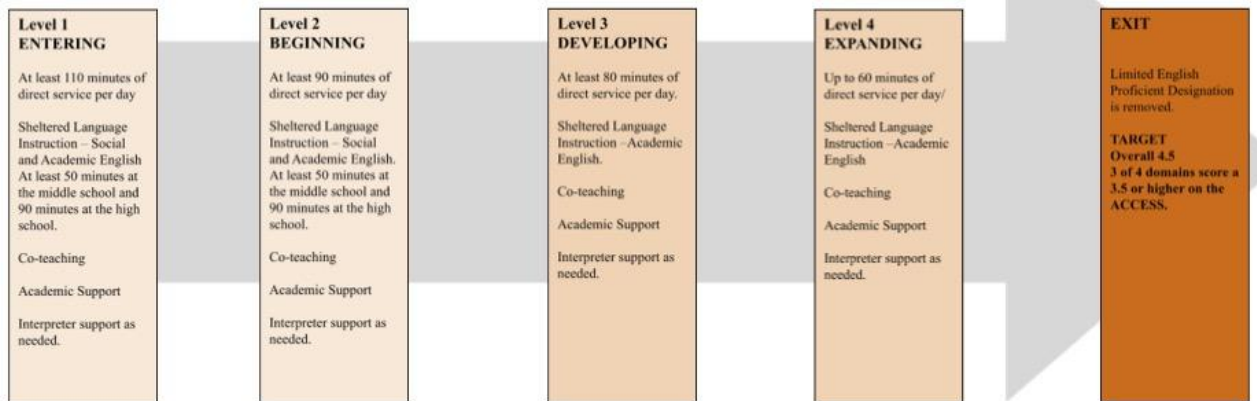 Level 1
ENTERING
At least 110 minutes of
direct service per day
Sheltered Language
Instruction – Social
and Academic English
At least 50 minutes at
the middle school and
90 minutes at the high
school.
Co-teaching
Academic Support
Interpreter support as
needed.
Level 2
BEGINNING
At least 90 minutes of
direct service per day
Sheltered Language
Instruction – Social
and Academic English.
At least 50 minutes at
the middle school and
90 minutes at the high
school.
Co-teaching
Academic Support
Interpreter support as
needed.
Level 3
DEVELOPING
At least 80 minutes of
direct service per day.
Sheltered Language
Instruction –Academic
English.
Co-teaching
Academic Support
Interpreter support as
needed.
Level 4
EXPANDING
Up to 60 minutes of
direct service per day/
Sheltered Language
Instruction –Academic
English
Co-teaching
Academic Support
Interpreter support as
needed.
EXIT
Limited English
Proficient Designation
is removed.
TARGET
Overall 4.5
3 of 4 domains score a
3.5 or higher on the
ACCESS.